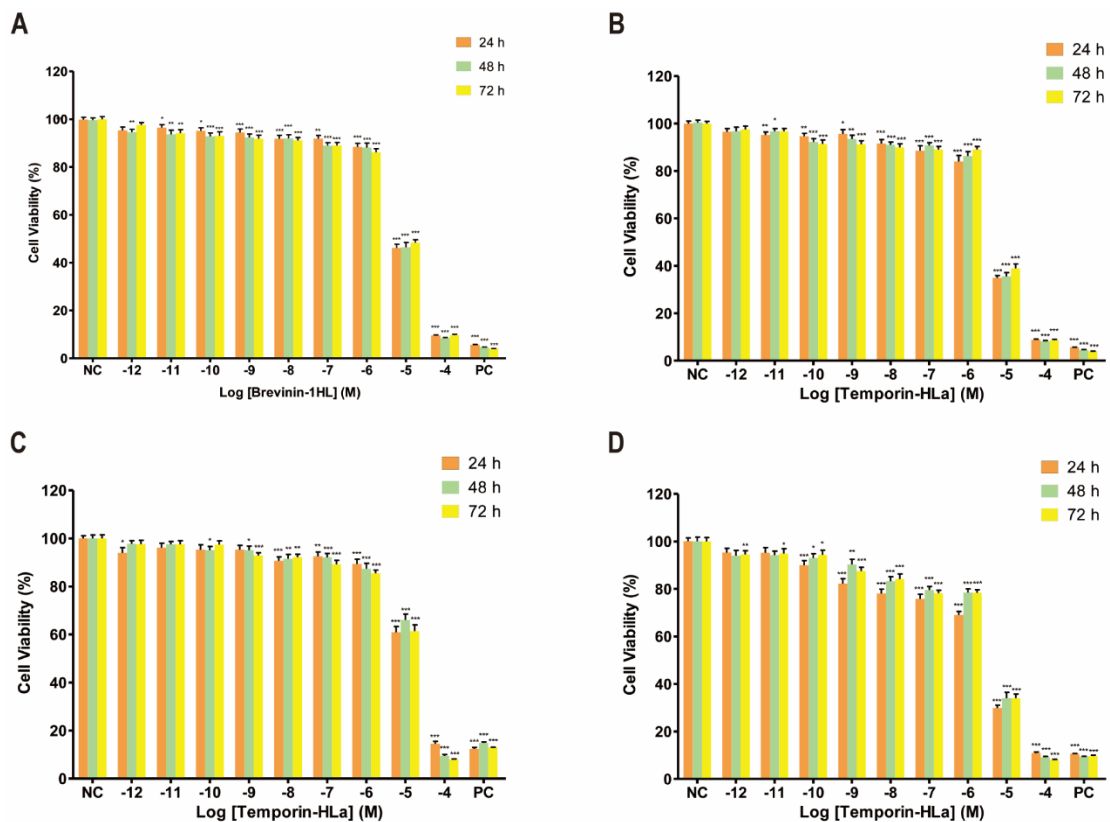 A
24 h
48 h
72 h
Cell Viability (%)
120
100
80
60
40
20
0
NC -12 -11 -10 -9 -8 -7 -6 -5 -4 PC
Log [Brevinin-1HL] (M)
B
24 h
48 h
72 h
Cell Viability (%)
120
100
80
60
40
20
0
NC -12 -11 -10 -9 -8 -7 -6 -5 -4 PC
Log [Temporin-HLa] (M)
C
24 h
48 h
72 h
Cell Viability (%)
120
100
80
60
40
20
0
NC -12 -11 -10 -9 -8 -7 -6 -5 -4 PC
Log [Temporin-HLa] (M)
D
24 h
48 h
72 h
Cell Viability (%)
120
100
80
60
40
20
0
NC -12 -11 -10 -9 -8 -7 -6 -5 -4 PC
Log [Temporin-HLa] (M)